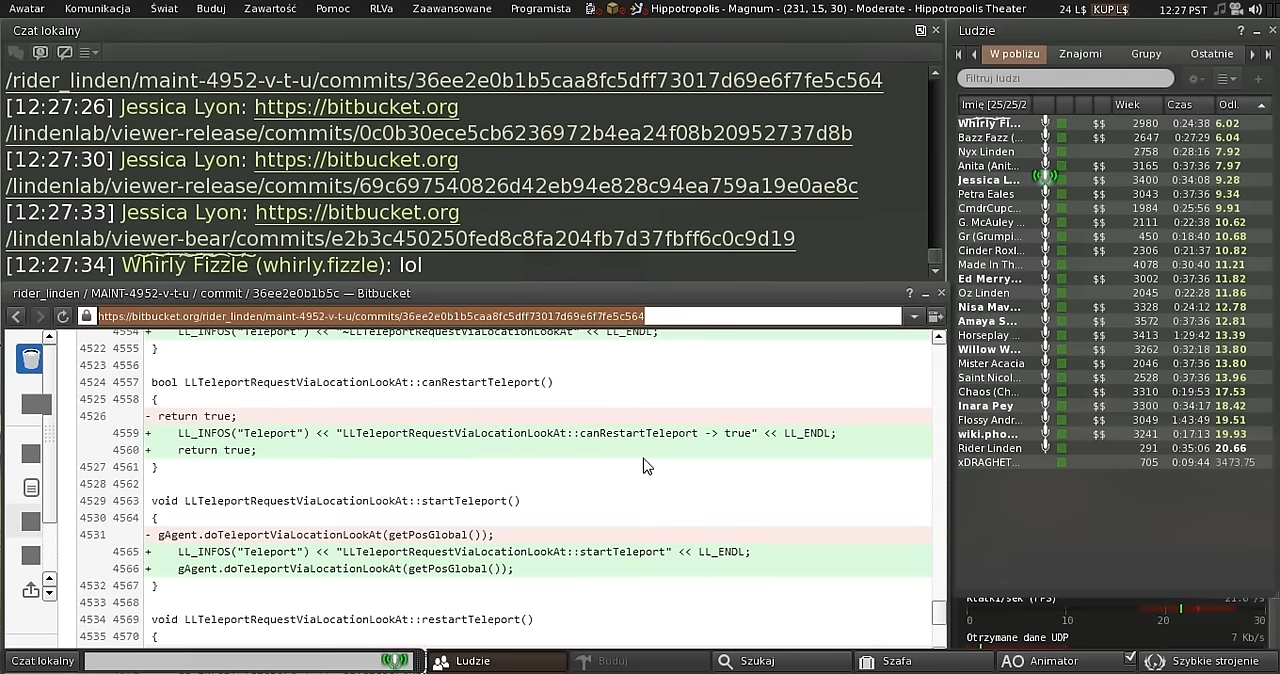 Awatar Komunikacja Świat Buduj Zawartość Pomoc RLVa Zaawansowane Programista Hippotropolis - Magnum - (231, 15, 30) - Moderate - Hippotropolis Theater 24 L$ KUP L$ 12:27 PST
Czat lokalny
/rider_linden/maint-4952-v-t-u/commits/36ee2e0b1b5caa8fc5dff73017d69e6f7fe5c564
[12:27:26] Jessica Lyon: https://bitbucket.org
/lindenlab/viewer-release/commits/0c0b30ece5cb6236972b4ea24f08b20952737d8b
[12:27:30] Jessica Lyon: https://bitbucket.org
/lindenlab/viewer-release/commits/69c697540826d42eb94e828c94ea759a19e0ae8c
[12:27:33] Jessica Lyon: https://bitbucket.org
/lindenlab/viewer-bear/commits/e2b3c450250fed8c8fa204fb7d37fbff6c0c9d19
[12:27:34] Whirly Fizzle (whirly.fizzle): lol
rider_linden / MAINT-4952-v-t-u / commit / 36ee2e0b1b5c — Bitbucket
https://bitbucket.org/rider_linden/maint-4952-v-t-u/commits/36ee2e0b1b5caa8fc5dff73017d69e6f7fe5c564
4554 + LL_INFOS("Teleport") << "~LLTeleportRequestViaLocationLookAt" << LL_ENDL;
4522 4555 }
4523 4556
4524 4557 bool LLTeleportRequestViaLocationLookAt::canRestartTeleport()
4525 4558 {
4526 - return true;
4559 + LL_INFOS("Teleport") << "LLTeleportRequestViaLocationLookAt::canRestartTeleport -> true" << LL_ENDL;
4560 + return true;
4527 4561 }
4528 4562
4529 4563 void LLTeleportRequestViaLocationLookAt::startTeleport()
4530 4564 {
4531 - gAgent.doTeleportViaLocationLookAt(getPosGlobal());
4565 + LL_INFOS("Teleport") << "LLTeleportRequestViaLocationLookAt::startTeleport" << LL_ENDL;
4566 + gAgent.doTeleportViaLocationLookAt(getPosGlobal());
4532 4567 }
4533 4568
4534 4569 void LLTeleportRequestViaLocationLookAt::restartTeleport()
4535 4570 {
Ludzie
W pobliżu Znajomi Grupy Ostatnie
Filtruj ludzi
Imię [25/25/2 Wiek Czas Odl.
Whirly Fi... $$ 2980 0:24:38 6.02
Bazz Fazz (... $$ 2647 0:27:29 6.04
Nyx Linden 2758 0:28:16 7.92
Anita (Anit... $$ 3165 0:37:36 7.97
Jessica L... $$ 3400 0:34:08 9.28
Petra Eales $$ 3043 0:37:36 9.34
CmdrCupc... $$ 1984 0:25:56 9.91
G. McAuley $$ 2111 0:22:38 10.62
Gr (Grumpi... $$ 450 0:18:40 10.68
Cinder Roxl... $$ 2306 0:21:37 10.82
Made In Th... 4078 0:30:40 11.21
Ed Merry... $$ 3002 0:37:36 11.82
Oz Linden 2045 0:22:28 11.86
Nisa Mav... $$ 3328 0:24:12 12.78
Amaya S... $$ 3572 0:37:36 12.81
Horseplay ... $$ 3413 1:29:42 13.39
Willow W... $$ 3262 0:32:18 13.80
Mister Acacia $$ 2046 0:37:36 13.80
Saint Nicol... $$ 2528 0:37:36 13.96
Chaos (Ch... $$ 3310 0:19:53 17.53
Inara Pey $$ 3300 0:34:17 18.42
Flossy Andr... $$ 3049 1:43:49 19.51
wiki.pho... $$ 3241 0:17:13 19.93
Rider Linden 291 0:35:06 20.66
xDRAGHET... 705 0:09:44 3473.75
Klatki/sek (FPS) 21.6 /s
0 10 20 30
Otrzymane dane UDP 7 Kb/s
Czat lokalny Ludzie Buduj Szukaj Szafa AO Animator Szybkie strojenie